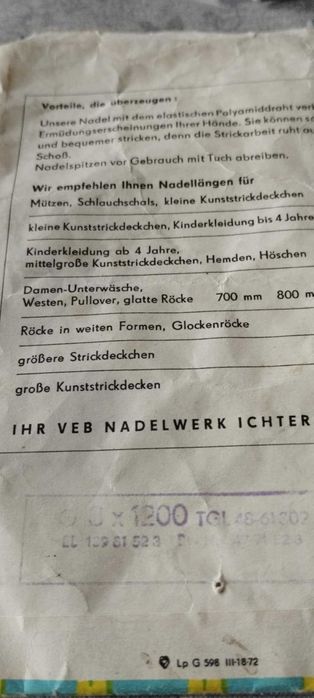 Vorteile, die überzeugen!
Unsere Nadel mit dem elastischen Polyamiddraht
Ermüdungserscheinungen Ihrer Hände. Sie können
und bequemer stricken, denn die Strickarbeit ruht
Schoß.
Nadelspitzen vor Gebrauch mit Tuch abreiben.
Wir empfehlen Ihnen Nadellängen für
Mützen, Schlauchschals, kleine Kunststrickdeckchen
kleine Kunststrickdeckchen, Kinderkleidung bis 4 Jahre
Kinderkleidung ab 4 Jahre,
mittelgroße Kunststrickdeckchen, Hemden, Höschen
Damen-Unterwäsche,
Westen, Pullover, glatte Röcke 700 mm 800
Röcke in weiten Formen, Glockenröcke
größere Strickdeckchen
große Kunststrickdecken
IHR VEB NADELWERK ICHTER
x 1200 TGL 48-61302
Lp G 598 III-18-72